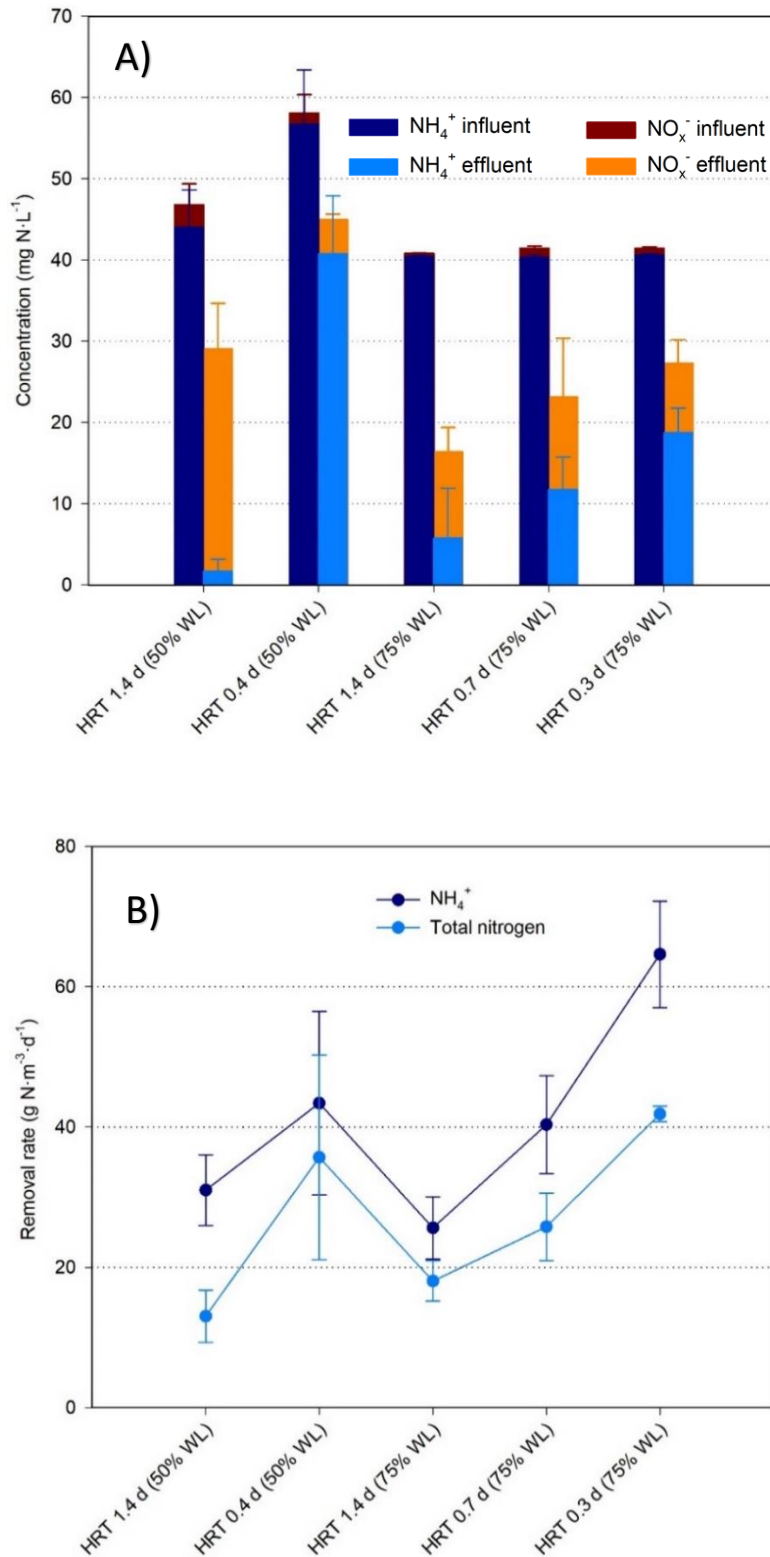 A)
70
60
50
40
30
20
10
0
Concentration (mg N·L⁻¹)
NH₄⁺ influent
NOₓ⁻ influent
NH₄⁺ effluent
NOₓ⁻ effluent
HRT 1.4 d (50% WL)
HRT 0.4 d (50% WL)
HRT 1.4 d (75% WL)
HRT 0.7 d (75% WL)
HRT 0.3 d (75% WL)
B)
80
60
40
20
0
Removal rate (g N·m⁻³·d⁻¹)
NH₄⁺
Total nitrogen
HRT 1.4 d (50% WL)
HRT 0.4 d (50% WL)
HRT 1.4 d (75% WL)
HRT 0.7 d (75% WL)
HRT 0.3 d (75% WL)